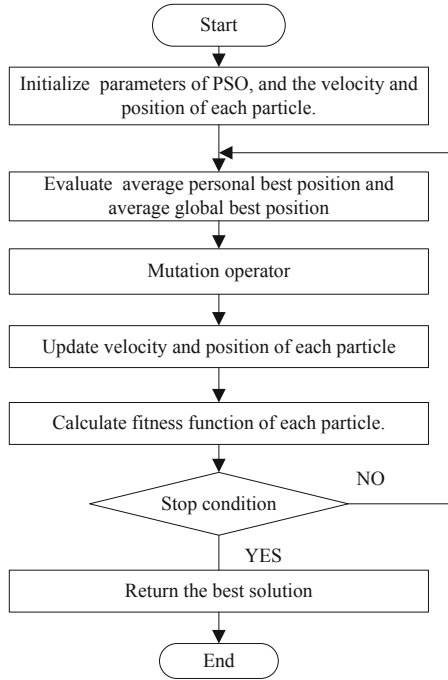 Start
Initialize parameters of PSO, and the velocity and
position of each particle.
Evaluate average personal best position and
average global best position
Mutation operator
Update velocity and position of each particle
Calculate fitness function of each particle.
Stop condition
NO
YES
Return the best solution
End